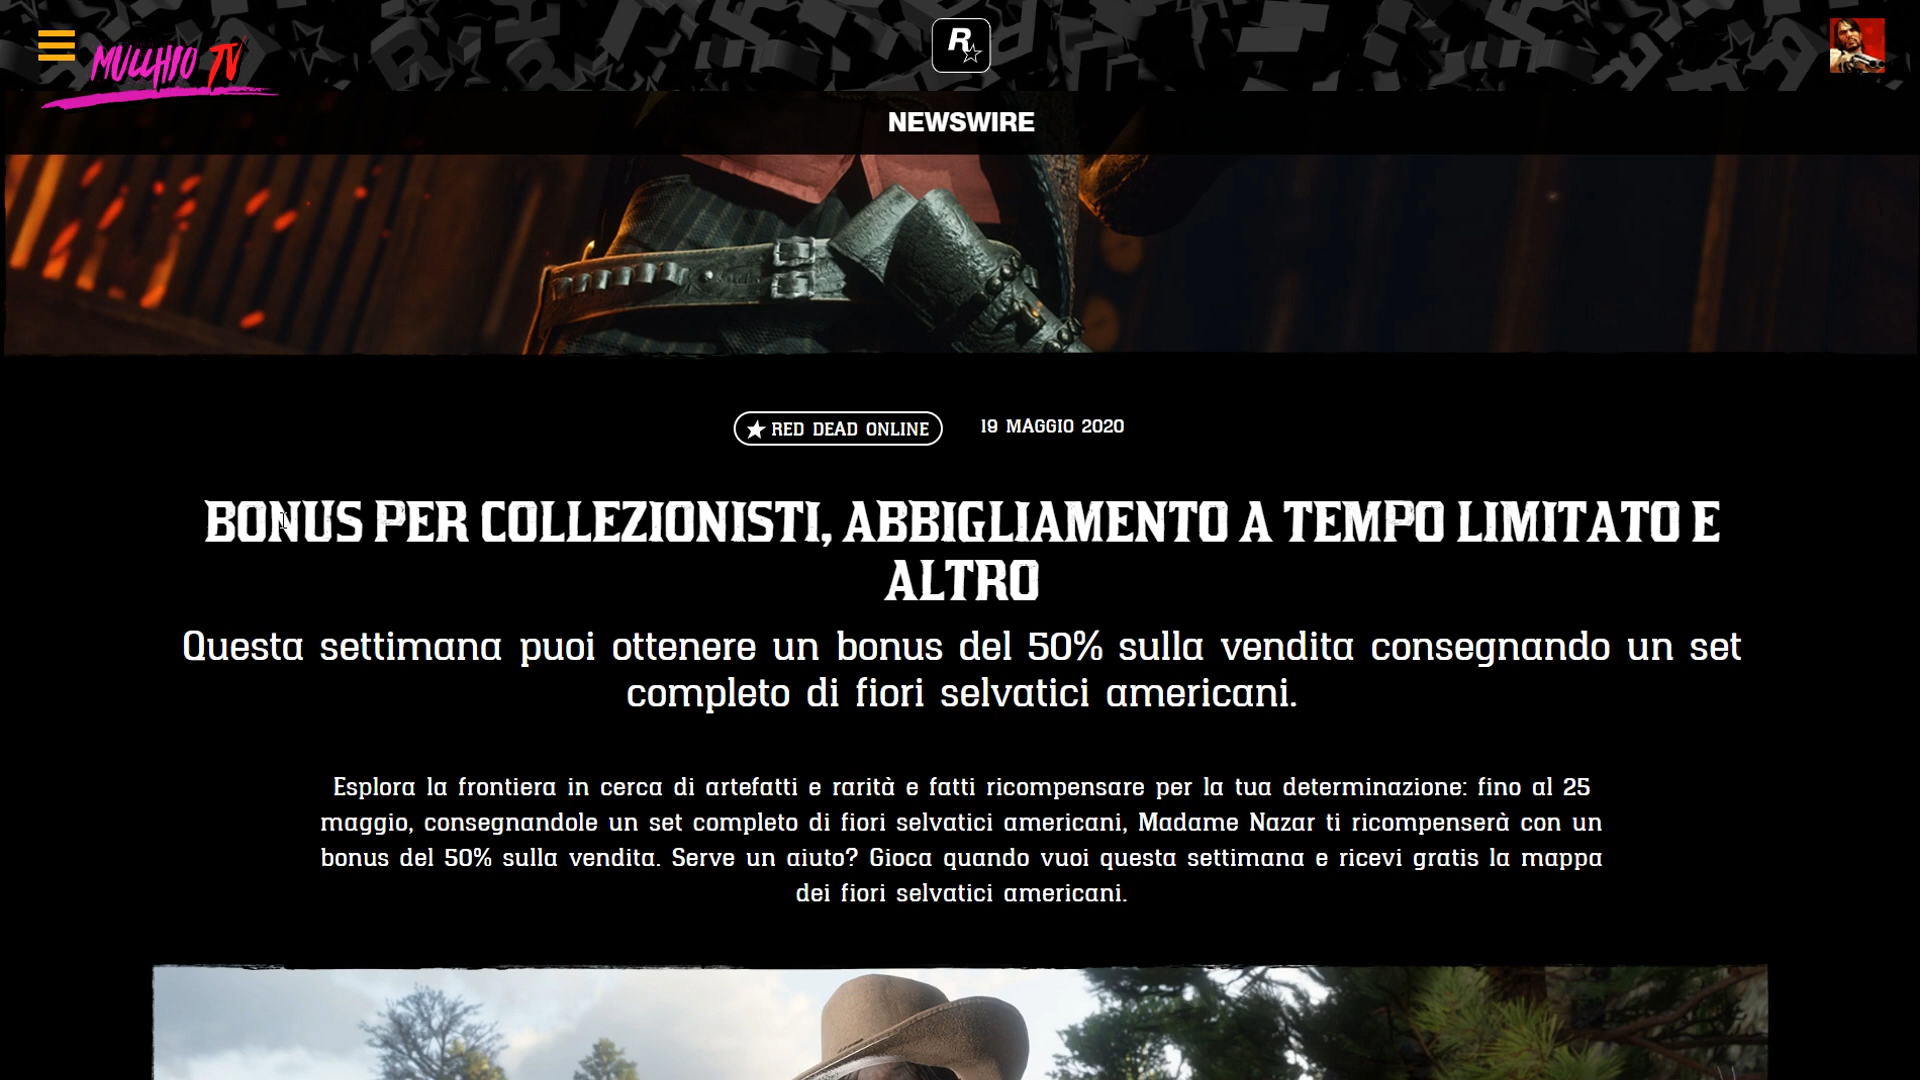 MUCCHIO TV
R
NEWSWIRE
RED DEAD ONLINE
19 MAGGIO 2020
BONUS PER COLLEZIONISTI, ABBIGLIAMENTO A TEMPO LIMITATO E
ALTRO
Questa settimana puoi ottenere un bonus del 50% sulla vendita consegnando un set
completo di fiori selvatici americani.
Esplora la frontiera in cerca di artefatti e rarità e fatti ricompensare per la tua determinazione: fino al 25
maggio, consegnandole un set completo di fiori selvatici americani, Madame Nazar ti ricompenserà con un
bonus del 50% sulla vendita. Serve un aiuto? Gioca quando vuoi questa settimana e ricevi gratis la mappa
dei fiori selvatici americani.